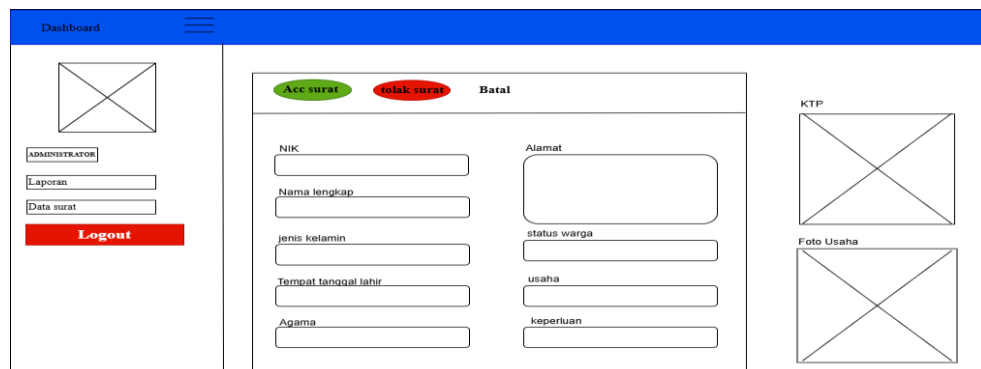 Dashboard
ADMINISTRATOR
Laporan
Data surat
Logout
Acc surat tolak surat Batal
NIK
Nama lengkap
jenis kelamin
Tempat tanggal lahir
Agama
Alamat
status warga
usaha
keperluan
KTP
Foto Usaha